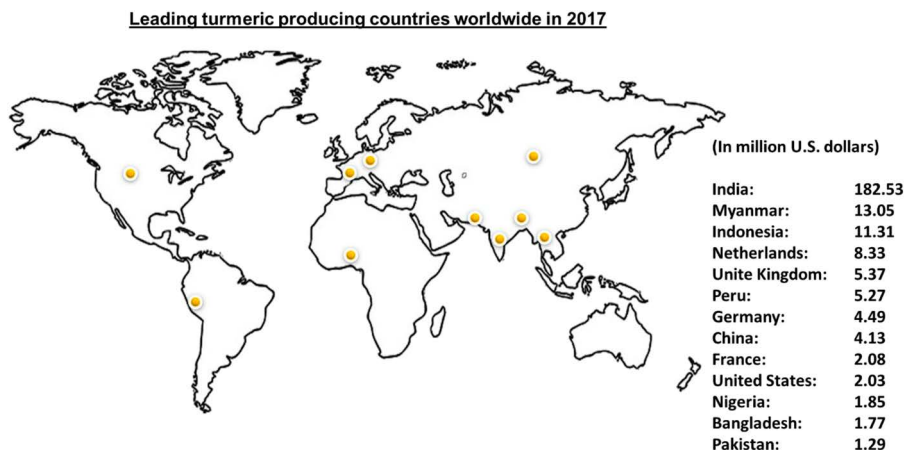 Leading turmeric producing countries worldwide in 2017
(In million U.S. dollars)
India: 182.53
Myanmar: 13.05
Indonesia: 11.31
Netherlands: 8.33
Unite Kingdom: 5.37
Peru: 5.27
Germany: 4.49
China: 4.13
France: 2.08
United States: 2.03
Nigeria: 1.85
Bangladesh: 1.77
Pakistan: 1.29